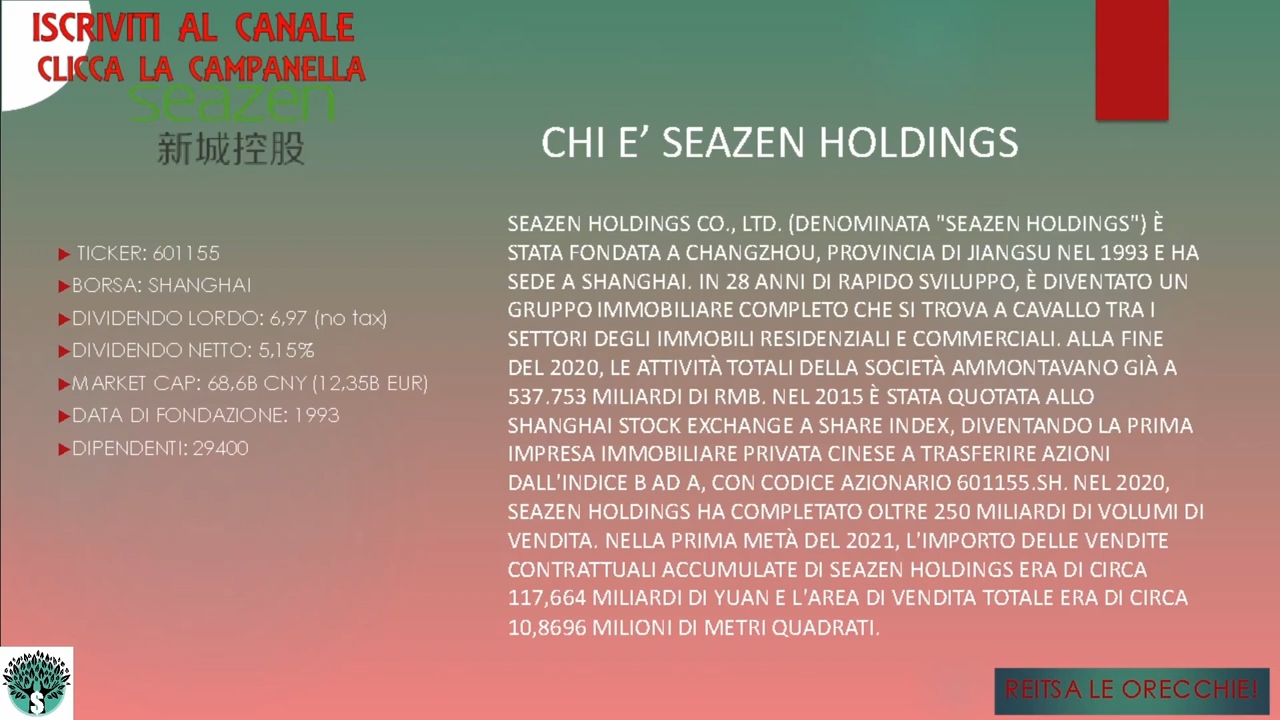 ISCRIVITI AL CANALE
CLICCA LA CAMPANELLA
seazen
新城控股
CHI E’ SEAZEN HOLDINGS
TICKER: 601155
BORSA: SHANGHAI
DIVIDENDO LORDO: 6,97 (no tax)
DIVIDENDO NETTO: 5,15%
MARKET CAP: 68,6B CNY (12,35B EUR)
DATA DI FONDAZIONE: 1993
DIPENDENTI: 29400
SEAZEN HOLDINGS CO., LTD. (DENOMINATA "SEAZEN HOLDINGS") È
STATA FONDATA A CHANGZHOU, PROVINCIA DI JIANGSU NEL 1993 E HA
SEDE A SHANGHAI. IN 28 ANNI DI RAPIDO SVILUPPO, È DIVENTATO UN
GRUPPO IMMOBILIARE COMPLETO CHE SI TROVA A CAVALLO TRA I
SETTORI DEGLI IMMOBILI RESIDENZIALI E COMMERCIALI. ALLA FINE
DEL 2020, LE ATTIVITÀ TOTALI DELLA SOCIETÀ AMMONTAVANO GIÀ A
537.753 MILIARDI DI RMB. NEL 2015 È STATA QUOTATA ALLO
SHANGHAI STOCK EXCHANGE A SHARE INDEX, DIVENTANDO LA PRIMA
IMPRESA IMMOBILIARE PRIVATA CINESE A TRASFERIRE AZIONI
DALL'INDICE B AD A, CON CODICE AZIONARIO 601155.SH. NEL 2020,
SEAZEN HOLDINGS HA COMPLETATO OLTRE 250 MILIARDI DI VOLUMI DI
VENDITA. NELLA PRIMA METÀ DEL 2021, L'IMPORTO DELLE VENDITE
CONTRATTUALI ACCUMULATE DI SEAZEN HOLDINGS ERA DI CIRCA
117,664 MILIARDI DI YUAN E L'AREA DI VENDITA TOTALE ERA DI CIRCA
10,8696 MILIONI DI METRI QUADRATI.
S
REITSA LE ORECCHIE!